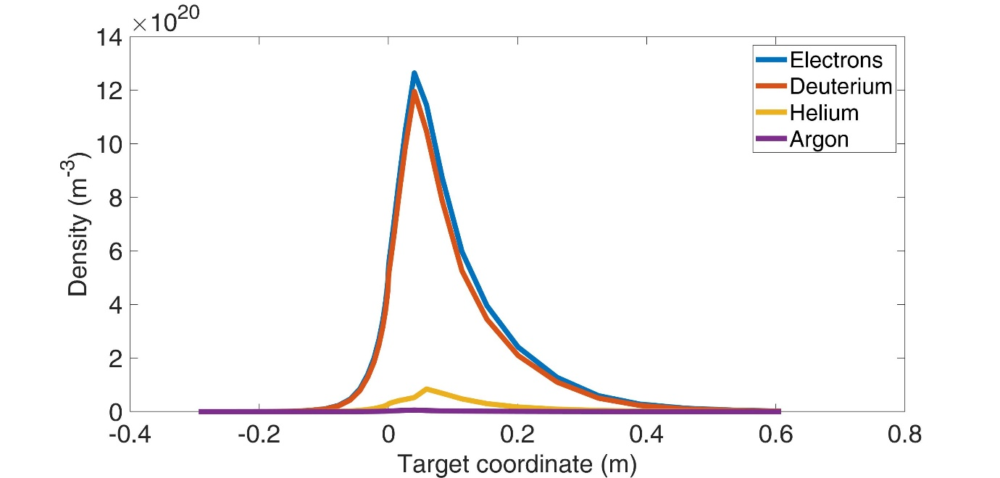 ×10^20
14
12
10
8
6
4
2
0
Density (m^-3)
-0.4
-0.2
0
0.2
0.4
0.6
0.8
Target coordinate (m)
Electrons
Deuterium
Helium
Argon